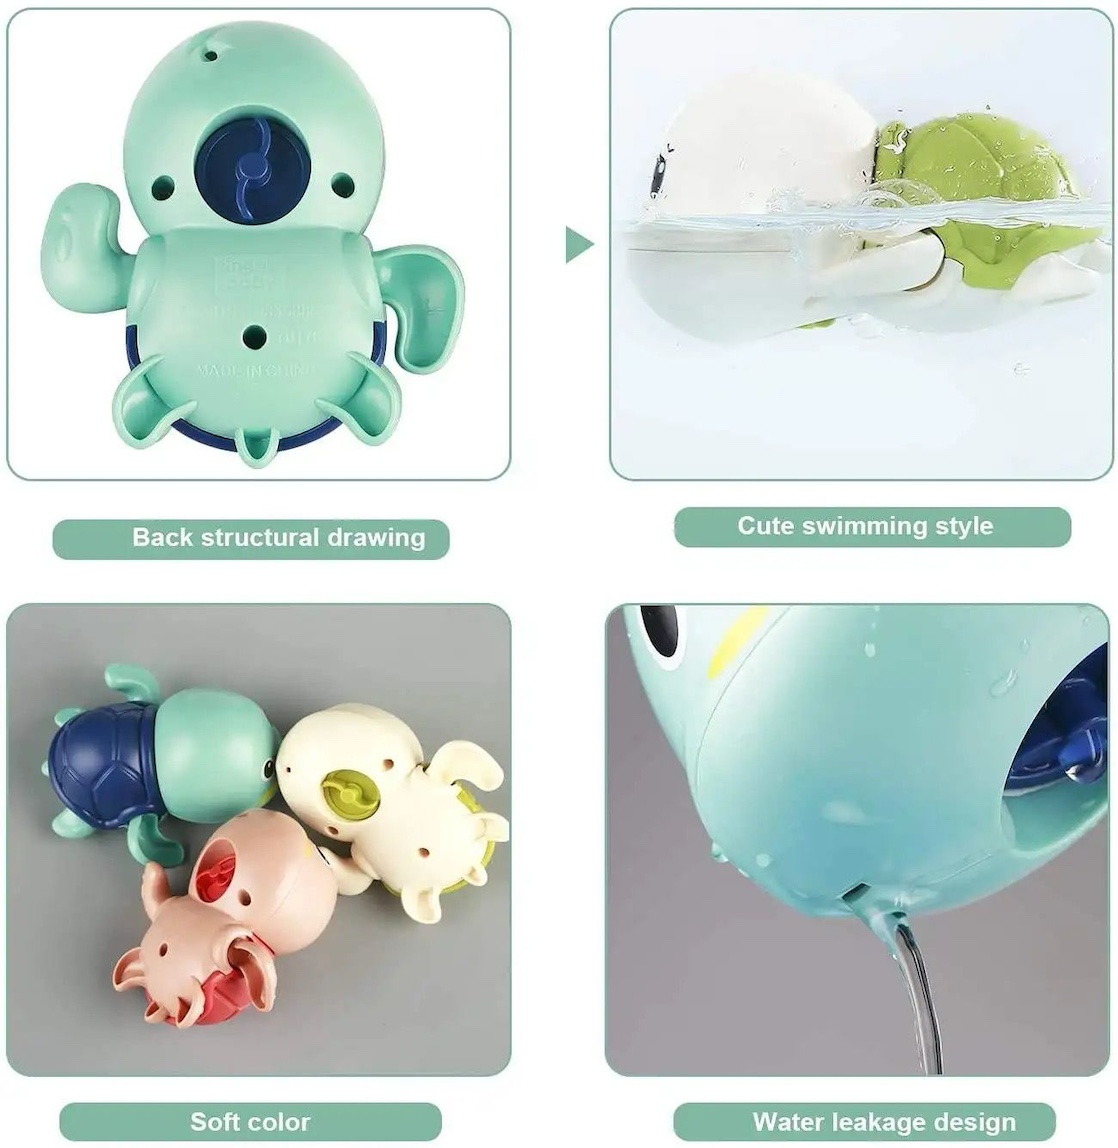 MADE IN CHINA
Back structural drawing
Cute swimming style
Soft color
Water leakage design